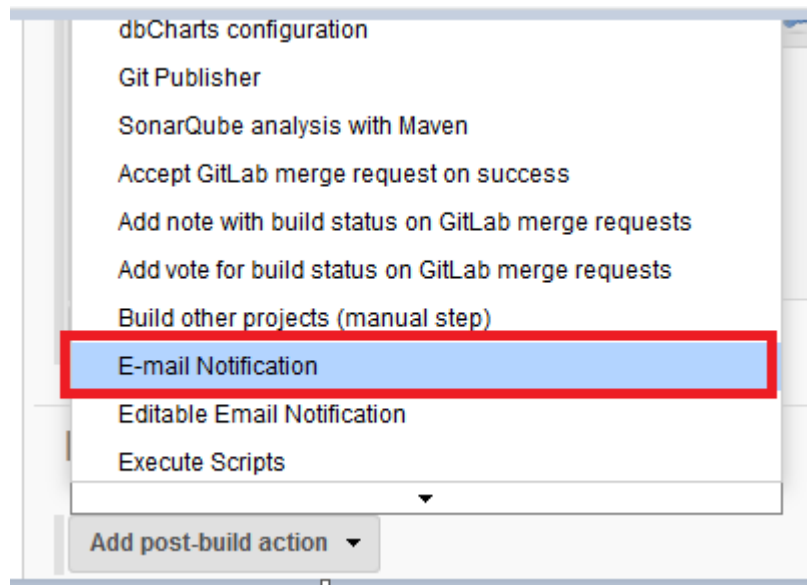 dbCharts configuration
Git Publisher
SonarQube analysis with Maven
Accept GitLab merge request on success
Add note with build status on GitLab merge requests
Add vote for build status on GitLab merge requests
Build other projects (manual step)
E-mail Notification
Editable Email Notification
Execute Scripts
Add post-build action